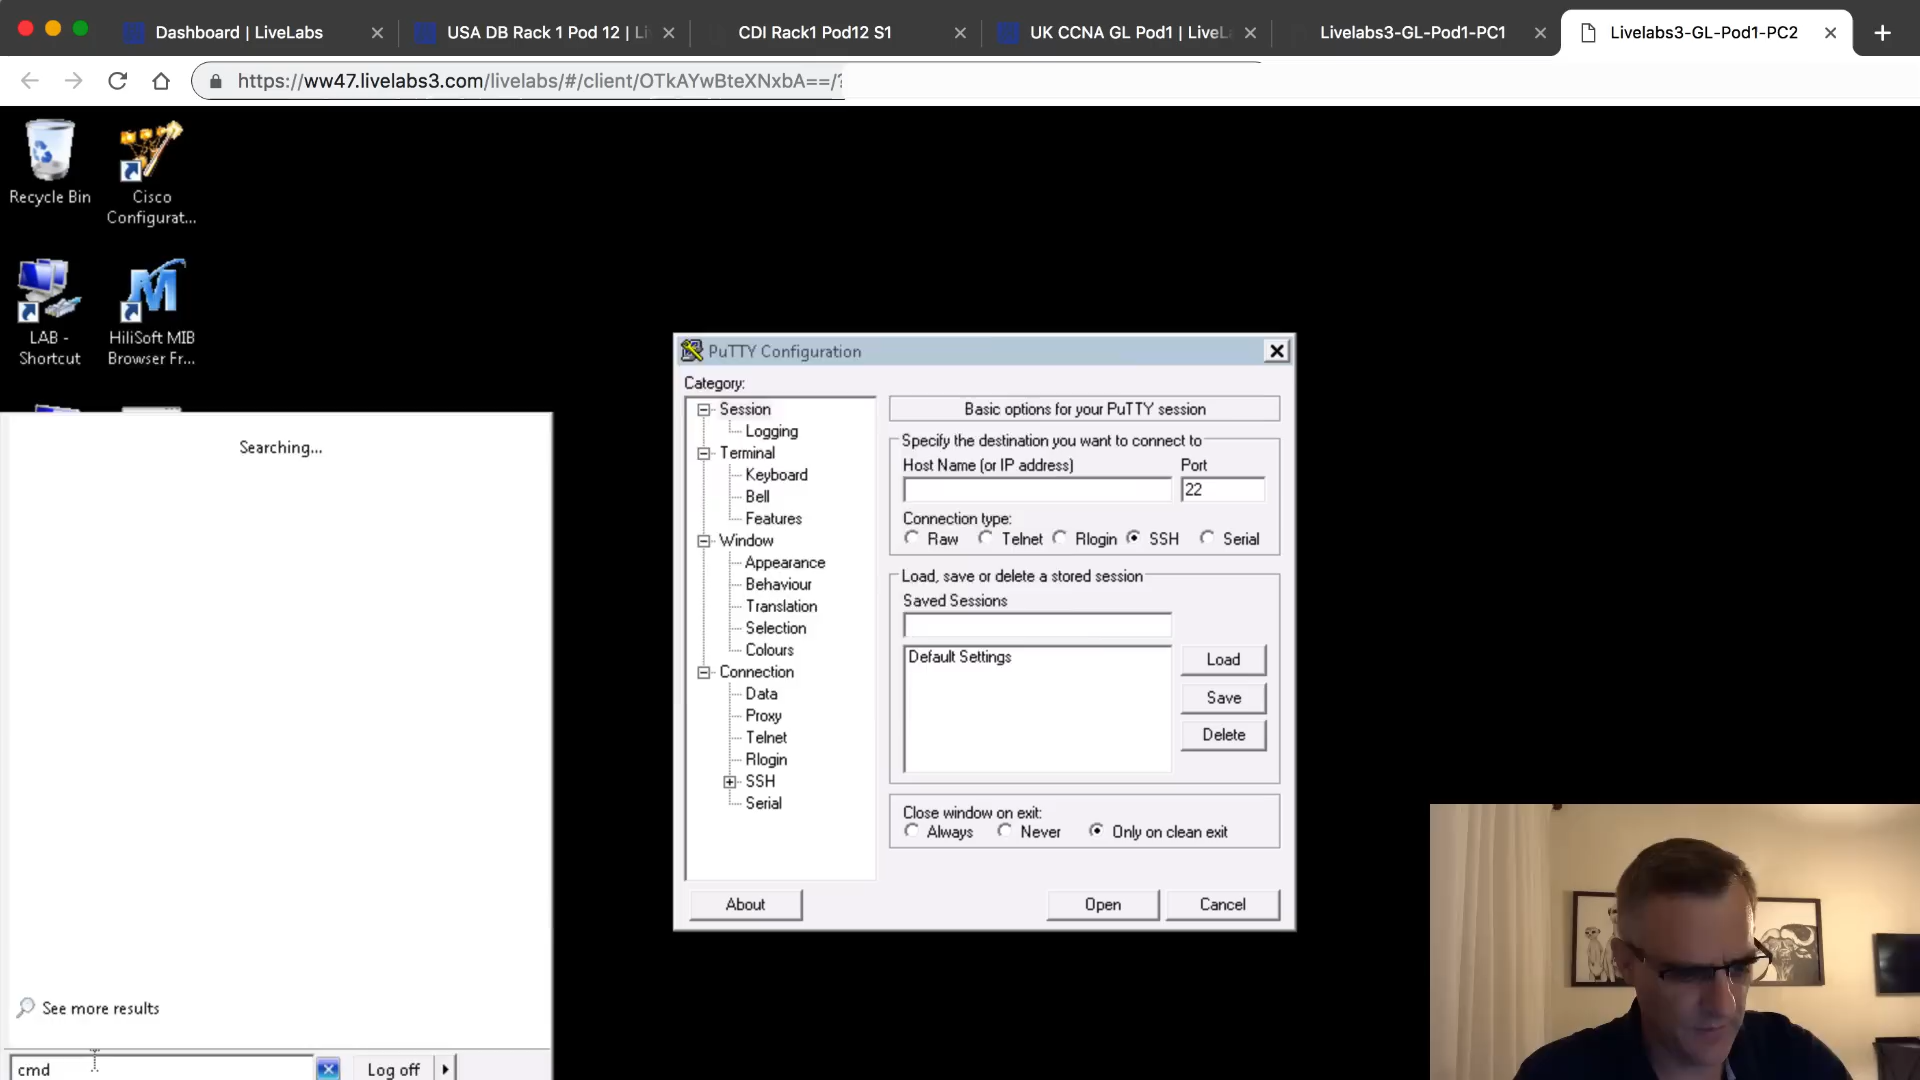 Dashboard | LiveLabs
USA DB Rack 1 Pod 12 | Li
CDI Rack1 Pod12 S1
UK CCNA GL Pod1 | LiveL
Livelabs3-GL-Pod1-PC1
Livelabs3-GL-Pod1-PC2
https://ww47.livelabs3.com/livelabs/#/client/OTkAYwBteXNxbA==/?
Recycle Bin
Cisco
Configurat...
LAB -
Shortcut
HiliSoft MIB
Browser Fr...
Searching...
See more results
cmd
Log off
PuTTY Configuration
Category:
Session
Logging
Terminal
Keyboard
Bell
Features
Window
Appearance
Behaviour
Translation
Selection
Colours
Connection
Data
Proxy
Telnet
Rlogin
SSH
Serial
Basic options for your PuTTY session
Specify the destination you want to connect to
Host Name (or IP address)
Port
22
Connection type:
Raw
Telnet
Rlogin
SSH
Serial
Load, save or delete a stored session
Saved Sessions
Default Settings
Load
Save
Delete
Close window on exit:
Always
Never
Only on clean exit
About
Open
Cancel